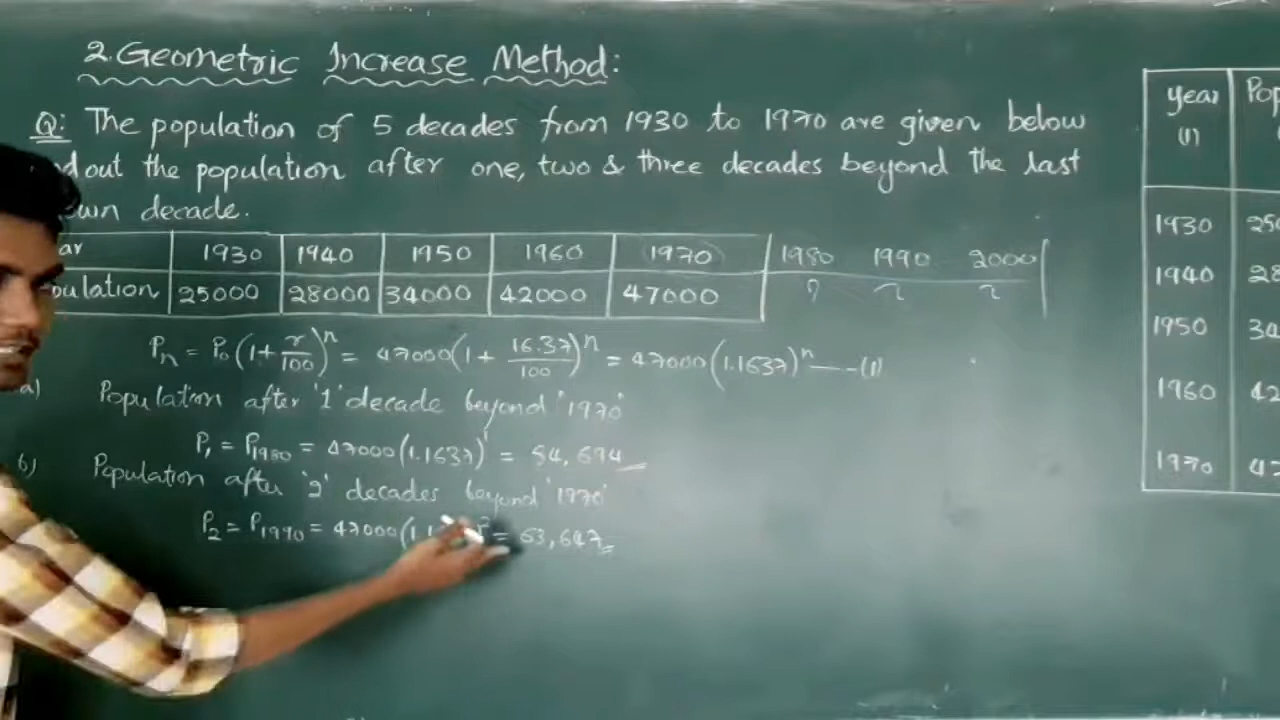 2. Geometric Increase Method:
Q: The population of 5 decades from 1930 to 1970 are given below
out the population after one, two & three decades beyond the last
decade.
1930 1940 1950 1960 1970 1980 1990 2000
25000 28000 34000 42000 47000 ? ? ?
Pn = P0 (1 + r/100)^n = 47000 (1 + 16.37/100)^n = 47000 (1.1637)^n —--(1)
a) Population after '1' decade beyond '1970'
P1 = P1980 = 47000 (1.1637)^1 = 54,694
b) Population after '2' decades beyond '1970'
P2 = P1990 = 47000 (1.1 = 63,647
Year
(1)
1930
1940
1950
1960
1970